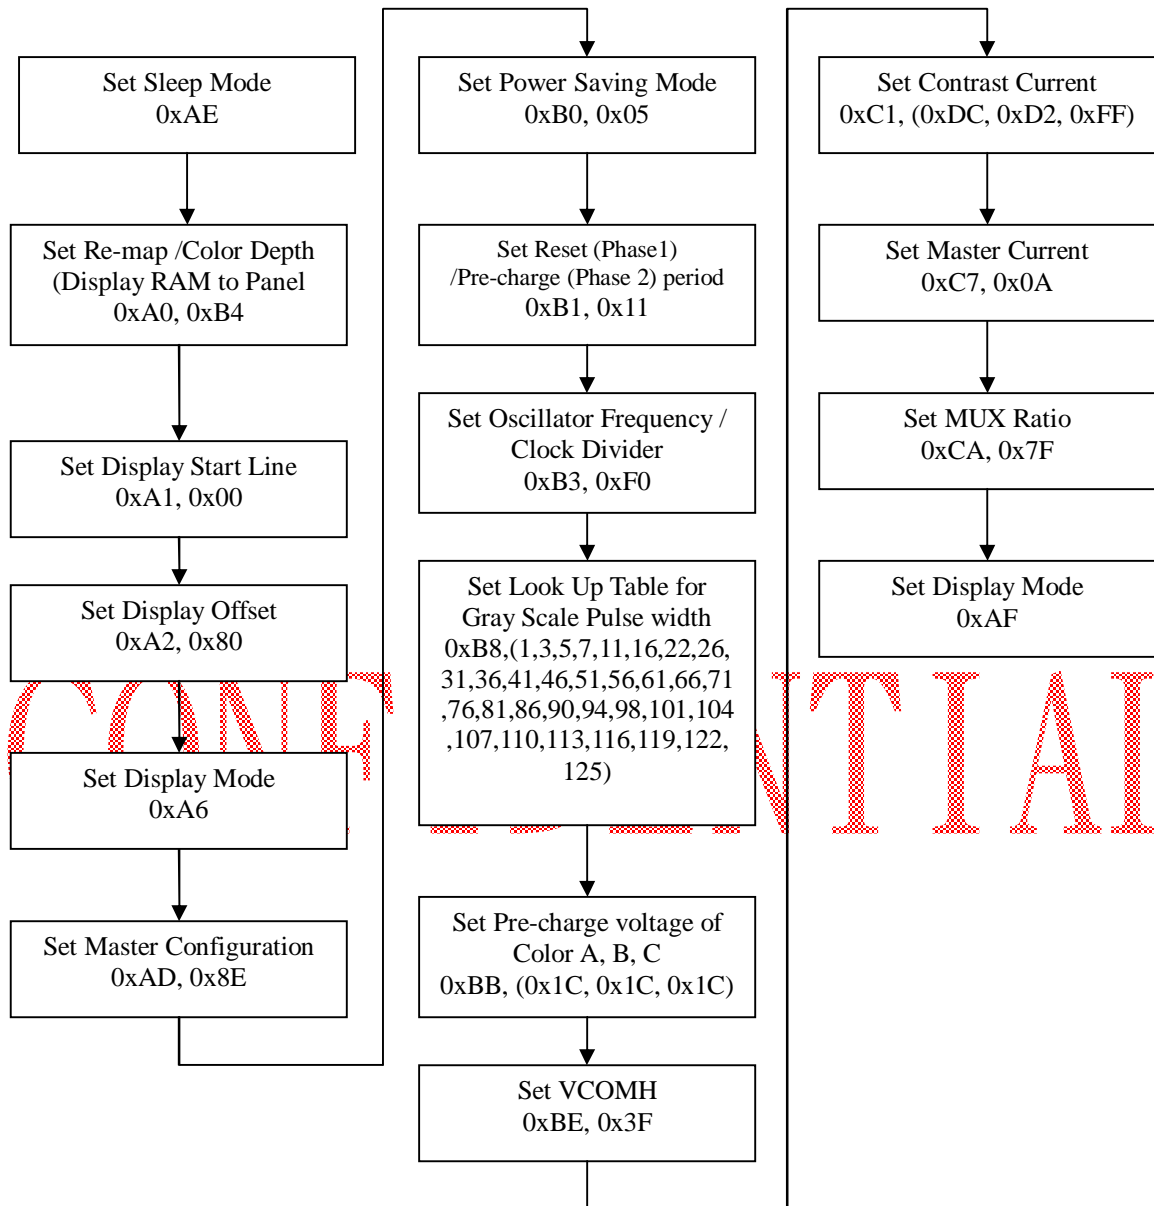 Set Sleep Mode
0xAE
Set Re-map /Color Depth
(Display RAM to Panel
0xA0, 0xB4
Set Display Start Line
0xA1, 0x00
Set Display Offset
0xA2, 0x80
Set Display Mode
0xA6
Set Master Configuration
0xAD, 0x8E
Set Power Saving Mode
0xB0, 0x05
Set Reset (Phase1)
/Pre-charge (Phase 2) period
0xB1, 0x11
Set Oscillator Frequency /
Clock Divider
0xB3, 0xF0
Set Look Up Table for
Gray Scale Pulse width
0xB8,(1,3,5,7,11,16,22,26,
31,36,41,46,51,56,61,66,71
,76,81,86,90,94,98,101,104
,107,110,113,116,119,122,
125)
Set Pre-charge voltage of
Color A, B, C
0xBB, (0x1C, 0x1C, 0x1C)
Set VCOMH
0xBE, 0x3F
Set Contrast Current
0xC1, (0xDC, 0xD2, 0xFF)
Set Master Current
0xC7, 0x0A
Set MUX Ratio
0xCA, 0x7F
Set Display Mode
0xAF
CONFIDENTIAL